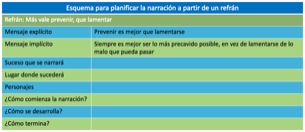 Esquema para planificar la narración a partir de un refrán
Refrán: Más vale prevenir, que lamentar
Mensaje explícito Prevenir es mejor que lamentarse
Mensaje implícito Siempre es mejor ser lo más precavido posible, en vez de lamentarse de lo
malo que pueda pasar
Suceso que se narrará
Lugar donde sucederá
Personajes
¿Cómo comienza la narración?
¿Cómo se desarrolla?
¿Cómo termina?